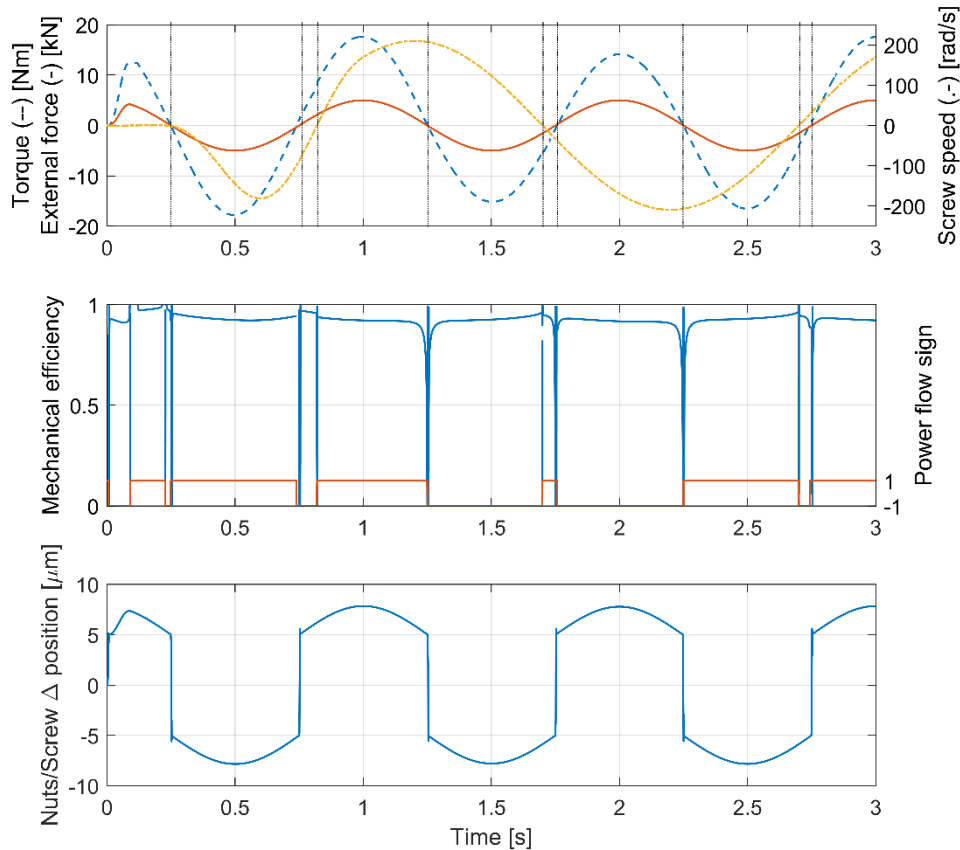 Torque (--) [Nm]
External force (-) [kN]
20
10
0
-10
-20
200
100
0
-100
-200
Screw speed (.-) [rad/s]
0 0.5 1 1.5 2 2.5 3
Mechanical efficiency
1
0.5
0
1
-1
Power flow sign
0 0.5 1 1.5 2 2.5 3
Nuts/Screw Δ position [μm]
10
5
0
-5
-10
0 0.5 1 1.5 2 2.5 3
Time [s]